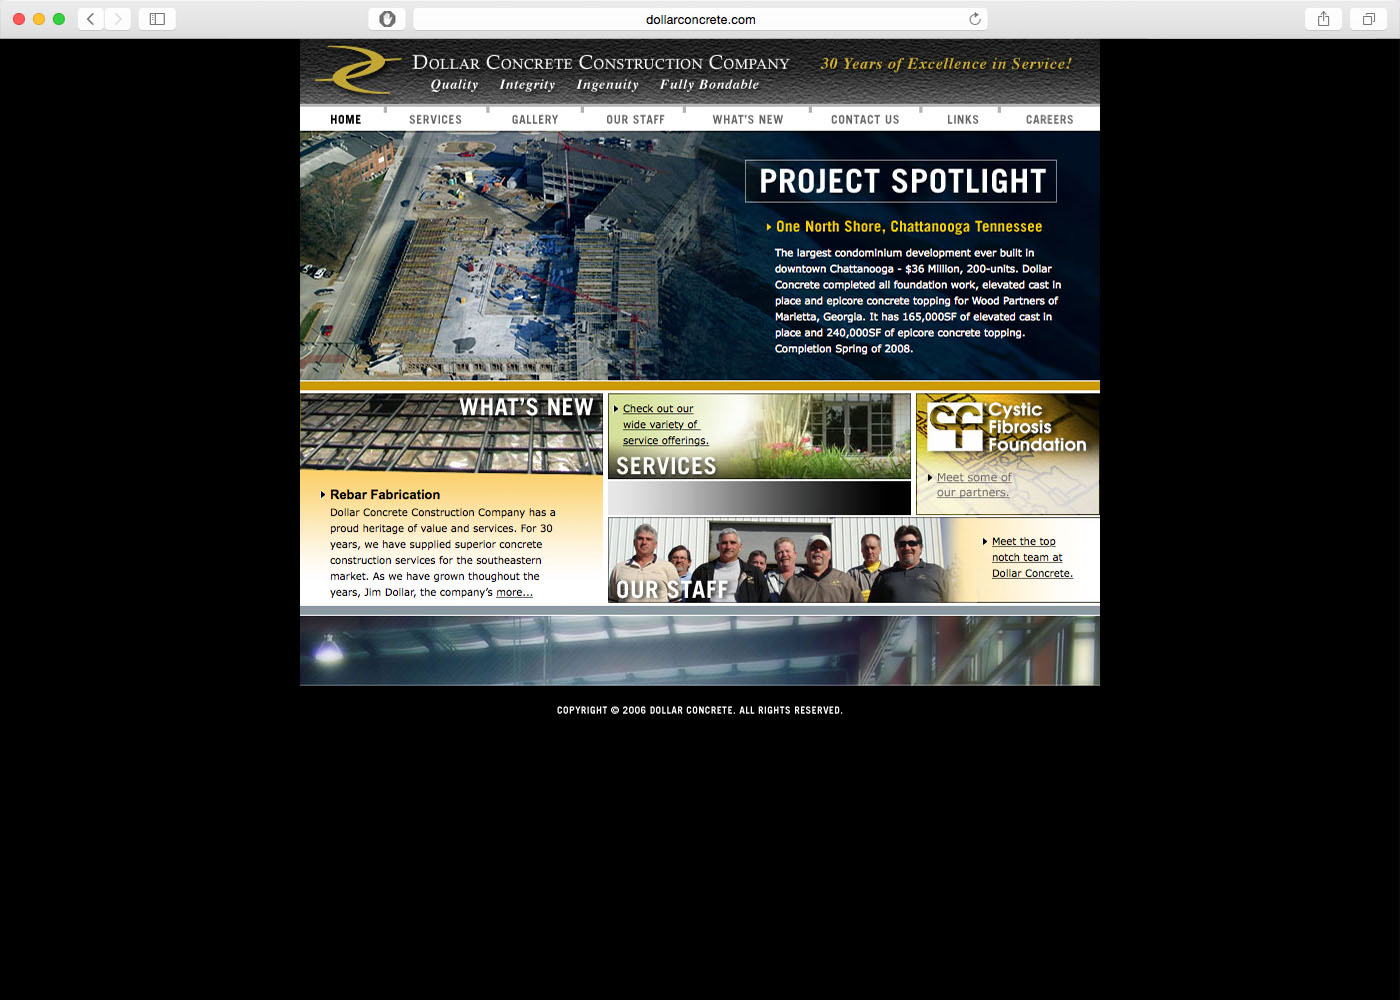 dollarconcrete.com
DOLLAR CONCRETE CONSTRUCTION COMPANY
30 Years of Excellence in Service!
Quality Integrity Ingenuity Fully Bondable
HOME SERVICES GALLERY OUR STAFF WHAT'S NEW CONTACT US LINKS CAREERS
PROJECT SPOTLIGHT
One North Shore, Chattanooga Tennessee
The largest condominium development ever built in
downtown Chattanooga - $36 Million, 200-units. Dollar
Concrete completed all foundation work, elevated cast in
place and epicore concrete topping for Wood Partners of
Marietta, Georgia. It has 165,000SF of elevated cast in
place and 240,000SF of epicore concrete topping.
Completion Spring of 2008.
WHAT'S NEW
Rebar Fabrication
Dollar Concrete Construction Company has a
proud heritage of value and services. For 30
years, we have supplied superior concrete
construction services for the southeastern
market. As we have grown thoughout the
years, Jim Dollar, the company's more...
Check out our
wide variety of
service offerings.
SERVICES
Cystic
Fibrosis
Foundation
Meet some of
our partners.
OUR STAFF
Meet the top
notch team at
Dollar Concrete.
COPYRIGHT © 2006 DOLLAR CONCRETE. ALL RIGHTS RESERVED.